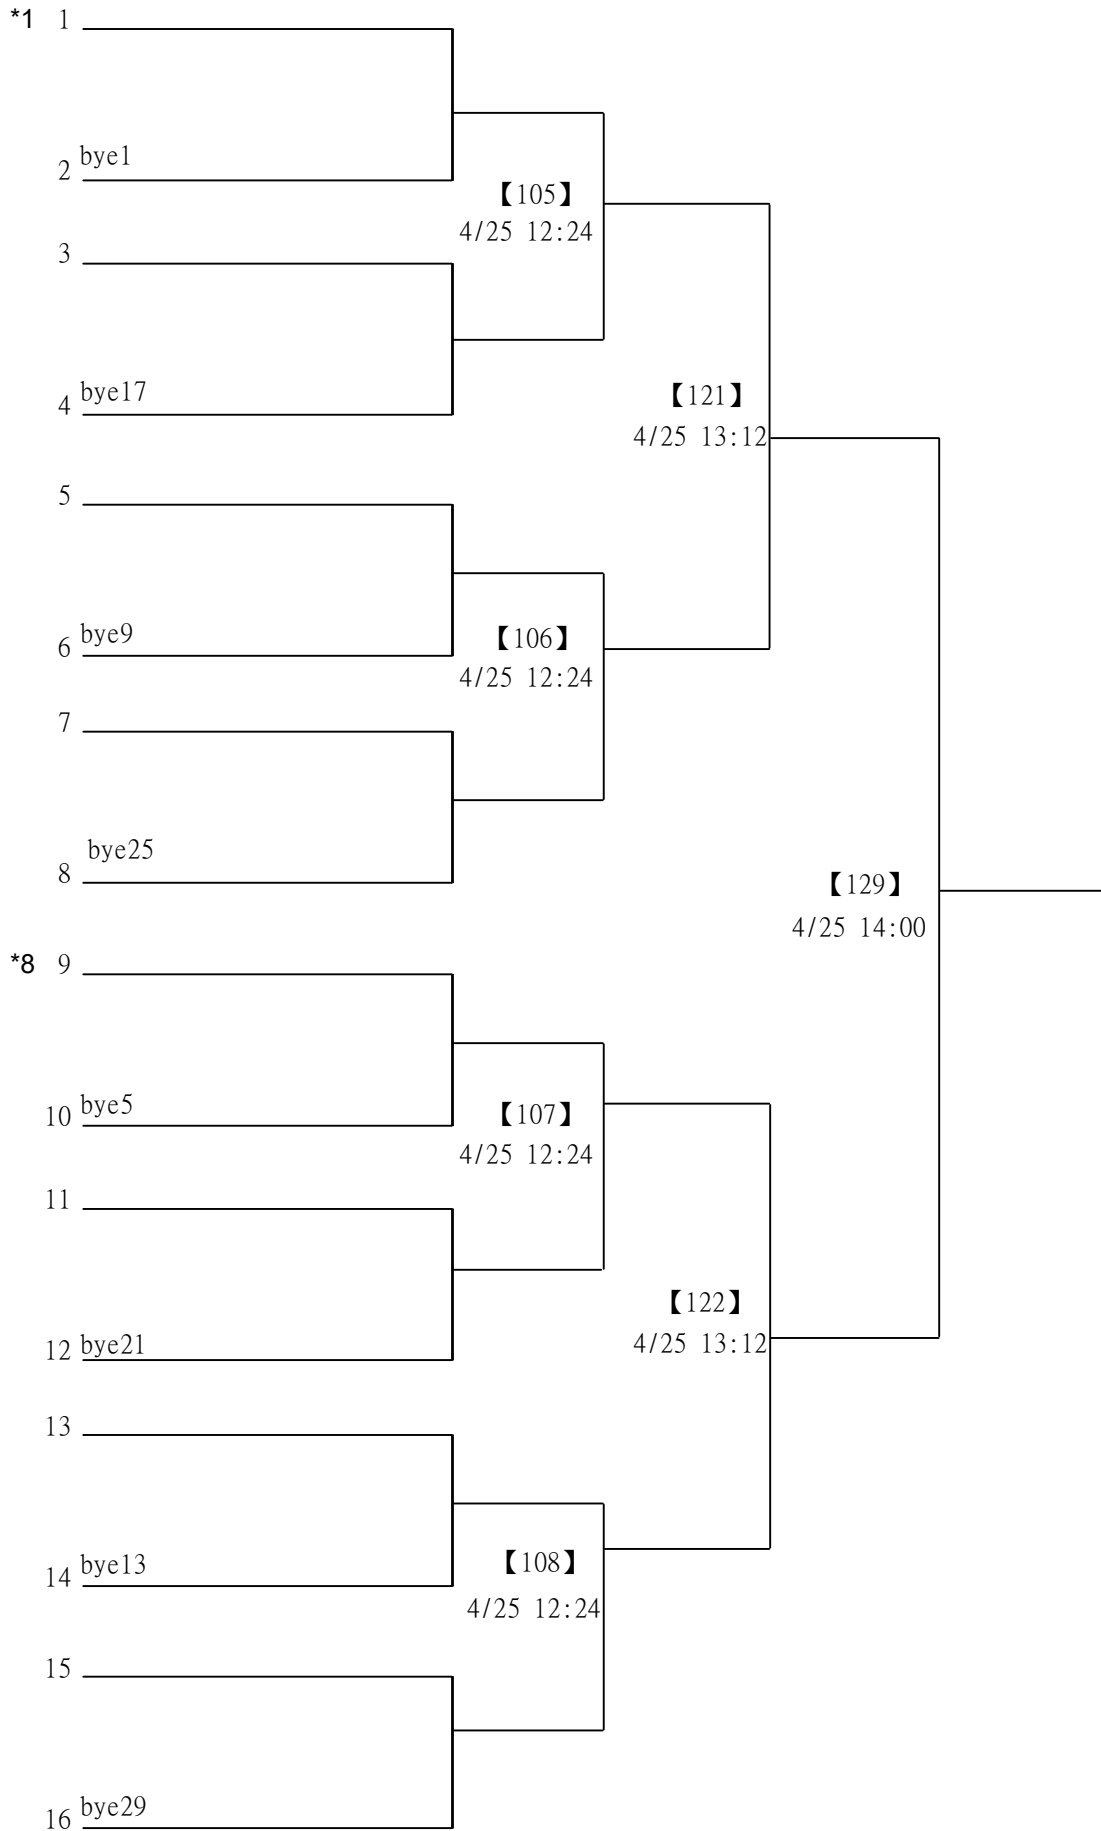 *1 1
2 bye1
【105】
4/25 12:24
3
4 bye17
【121】
4/25 13:12
5
6 bye9
【106】
4/25 12:24
7
8 bye25
【129】
4/25 14:00
*8 9
10 bye5
【107】
4/25 12:24
11
12 bye21
【122】
4/25 13:12
13
14 bye13
【108】
4/25 12:24
15
16 bye29